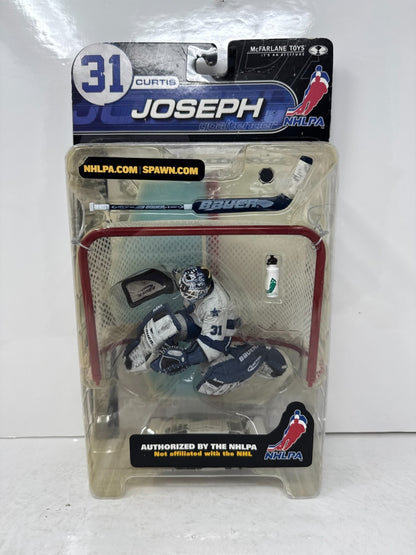 31
CURTIS
JOSEPH
goaltender
McFARLANE TOYS
NHLPA
NHLPA.COM | SPAWN.COM
BAUER
31
BAUER
AUTHORIZED BY THE NHLPA
Not affiliated with the NHL
NHLPA